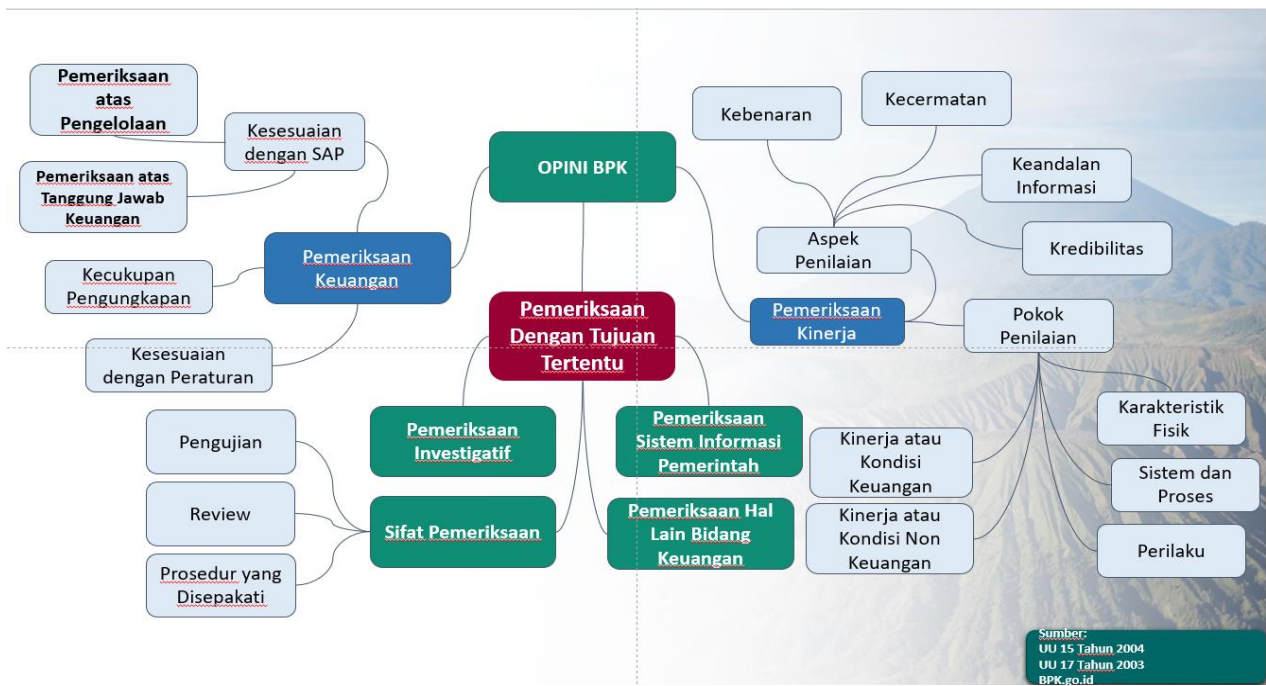 Pemeriksaan
atas
Pengelolaan
Kesesuaian
dengan SAP
Pemeriksaan atas
Tanggung Jawab
Keuangan
Pemeriksaan
Keuangan
Kecukupan
Pengungkapan
Kesesuaian
dengan Peraturan
OPINI BPK
Kebenaran
Kecermatan
Keandalan
Informasi
Kredibilitas
Aspek
Penilaian
Pemeriksaan
Kinerja
Pokok
Penilaian
Karakteristik
Fisik
Sistem dan
Proses
Perilaku
Kinerja atau
Kondisi
Keuangan
Kinerja atau
Kondisi Non
Keuangan
Pemeriksaan
Dengan Tujuan
Tertentu
Pemeriksaan
Investigatif
Pemeriksaan
Sistem Informasi
Pemerintah
Sifat Pemeriksaan
Pemeriksaan Hal
Lain Bidang
Keuangan
Pengujian
Review
Prosedur yang
Disepakati
Sumber:
UU 15 Tahun 2004
UU 17 Tahun 2003
BPK.go.id